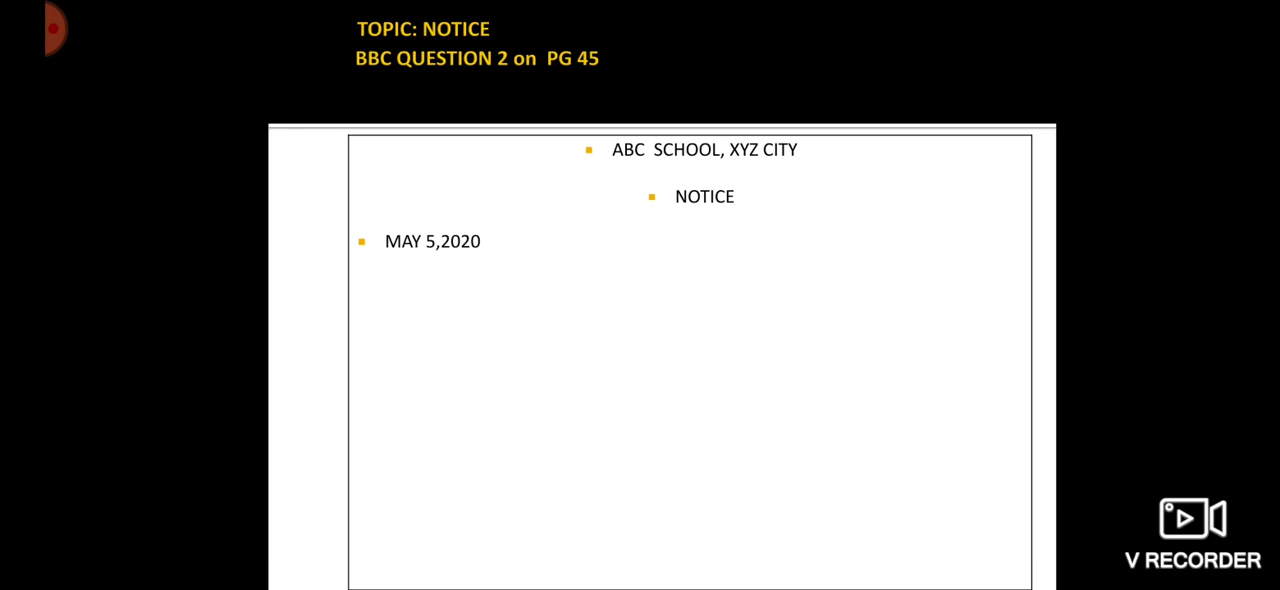 TOPIC: NOTICE
BBC QUESTION 2 on PG 45
ABC SCHOOL, XYZ CITY
NOTICE
MAY 5,2020
V RECORDER